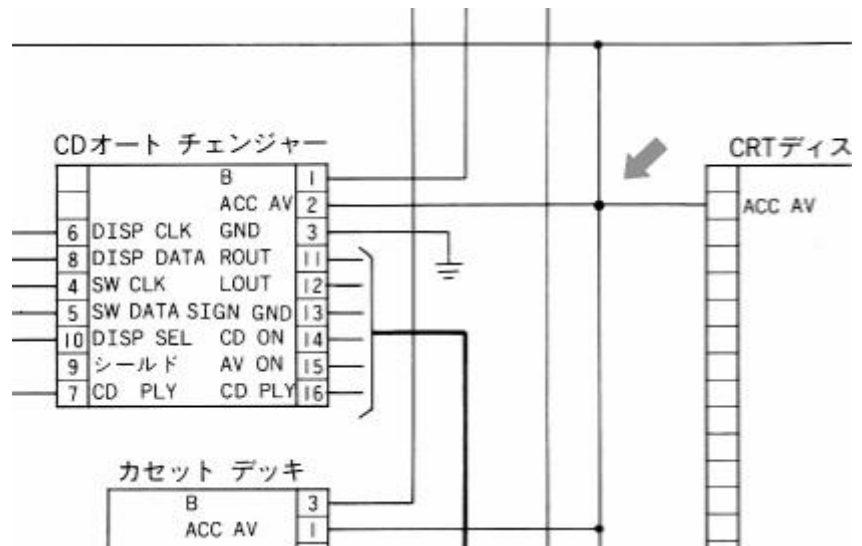 CDオート チェンジャー
B 1
ACC AV 2
6 DISP CLK GND 3
8 DISP DATA ROUT 11
4 SW CLK LOUT 12
5 SW DATA SIGN GND 13
10 DISP SEL CD ON 14
9 シールド AV ON 15
7 CD PLY CD PLY 16
CRTディス
ACC AV
カセット デッキ
B 3
ACC AV 1